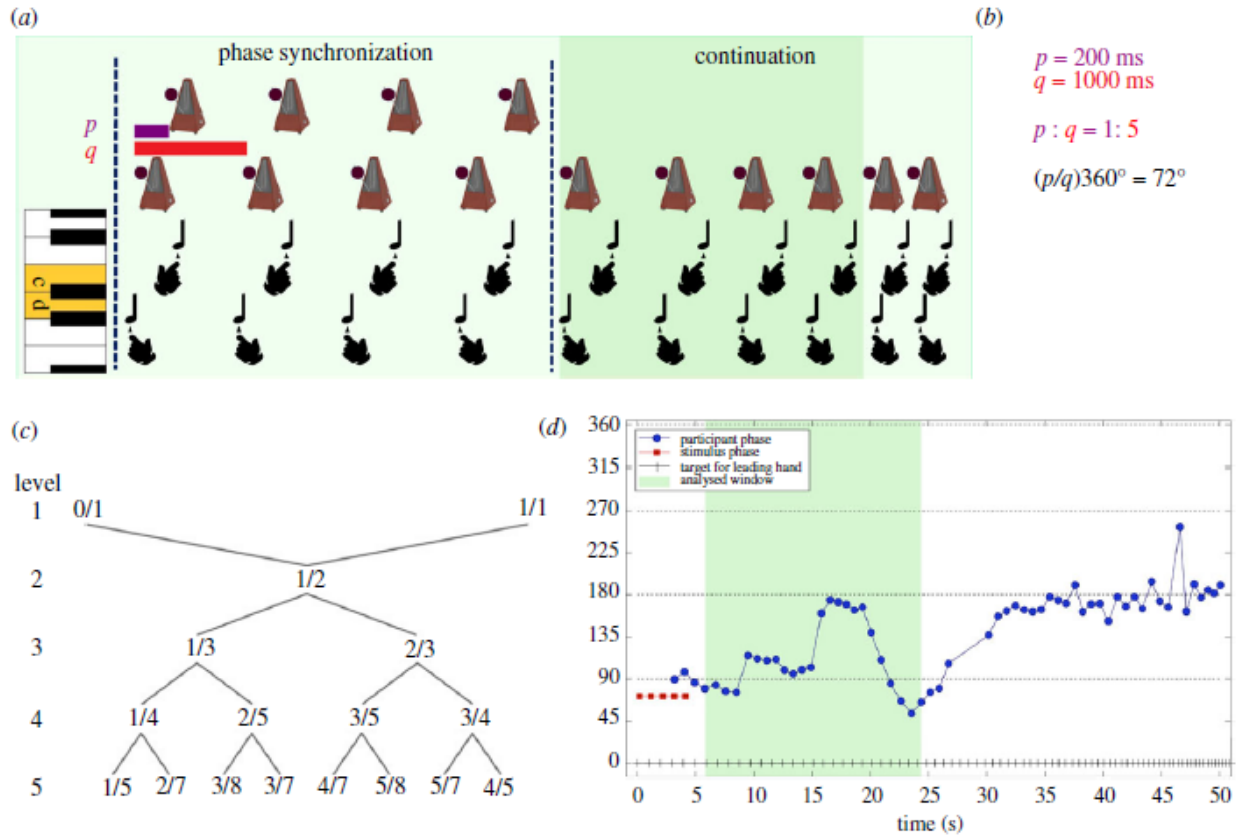 (a)
(b)
phase synchronization
continuation
p
q
c
d
p = 200 ms
q = 1000 ms
p : q = 1: 5
(p/q)360° = 72°
(c)
level
1
0/1
1/1
2
1/2
3
1/3
2/3
4
1/4
2/5
3/5
3/4
5
1/5
2/7
3/8
3/7
4/7
5/8
5/7
4/5
(d)
participant phase
stimulus phase
target for leading hand
analysed window
360
315
270
225
180
135
90
45
0
0 5 10 15 20 25 30 35 40 45 50
time (s)